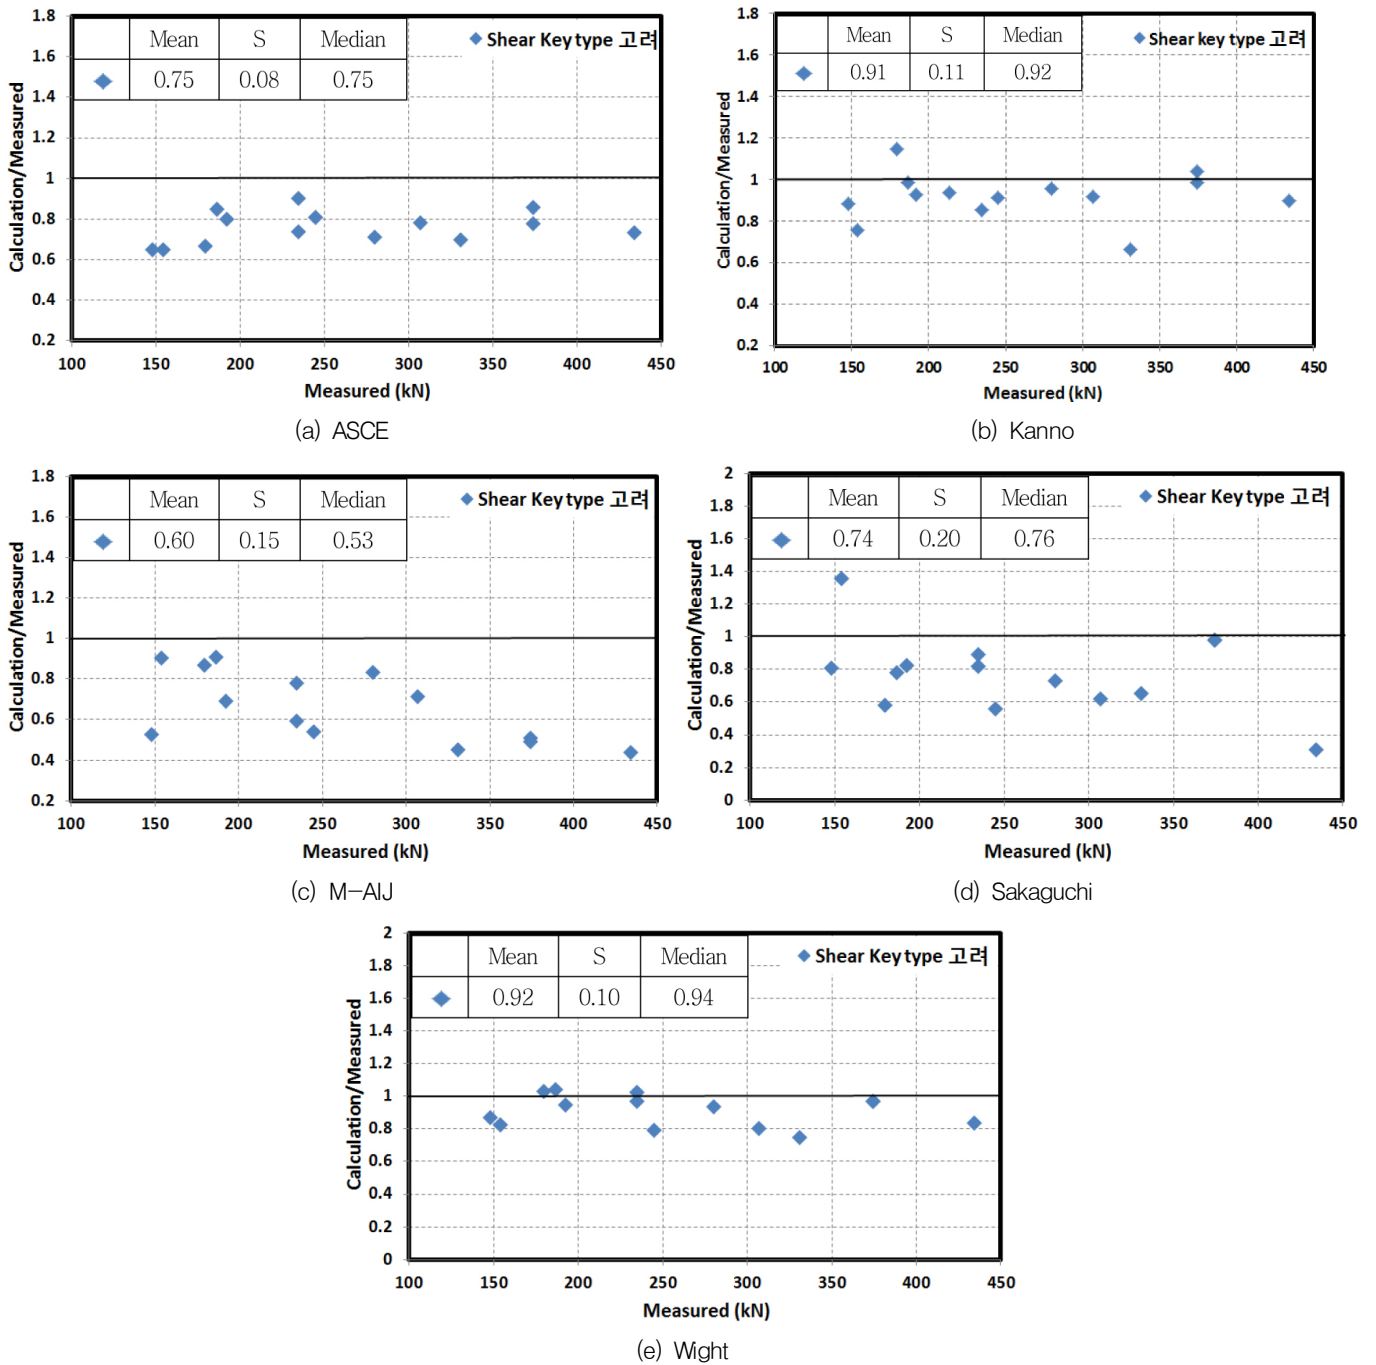 Mean S Median
0.75 0.08 0.75
Shear Key type 고려
Calculation/Measured
1.8
1.6
1.4
1.2
1
0.8
0.6
0.4
0.2
100 150 200 250 300 350 400 450
Measured (kN)
(a) ASCE
Mean S Median
0.91 0.11 0.92
Shear key type 고려
Calculation/Measured
1.8
1.6
1.4
1.2
1
0.8
0.6
0.4
0.2
100 150 200 250 300 350 400 450
Measured (kN)
(b) Kanno
Mean S Median
0.60 0.15 0.53
Shear Key type 고려
Calculation/Measured
1.8
1.6
1.4
1.2
1
0.8
0.6
0.4
0.2
100 150 200 250 300 350 400 450
Measured (kN)
(c) M-AIJ
Mean S Median
0.74 0.20 0.76
Shear Key type 고려
Calculation/Measured
2
1.8
1.6
1.4
1.2
1
0.8
0.6
0.4
0.2
0
100 150 200 250 300 350 400 450
Measured (kN)
(d) Sakaguchi
Mean S Median
0.92 0.10 0.94
Shear Key type 고려
Calculation/Measured
2
1.8
1.6
1.4
1.2
1
0.8
0.6
0.4
0.2
0
100 150 200 250 300 350 400 450
Measured (kN)
(e) Wight